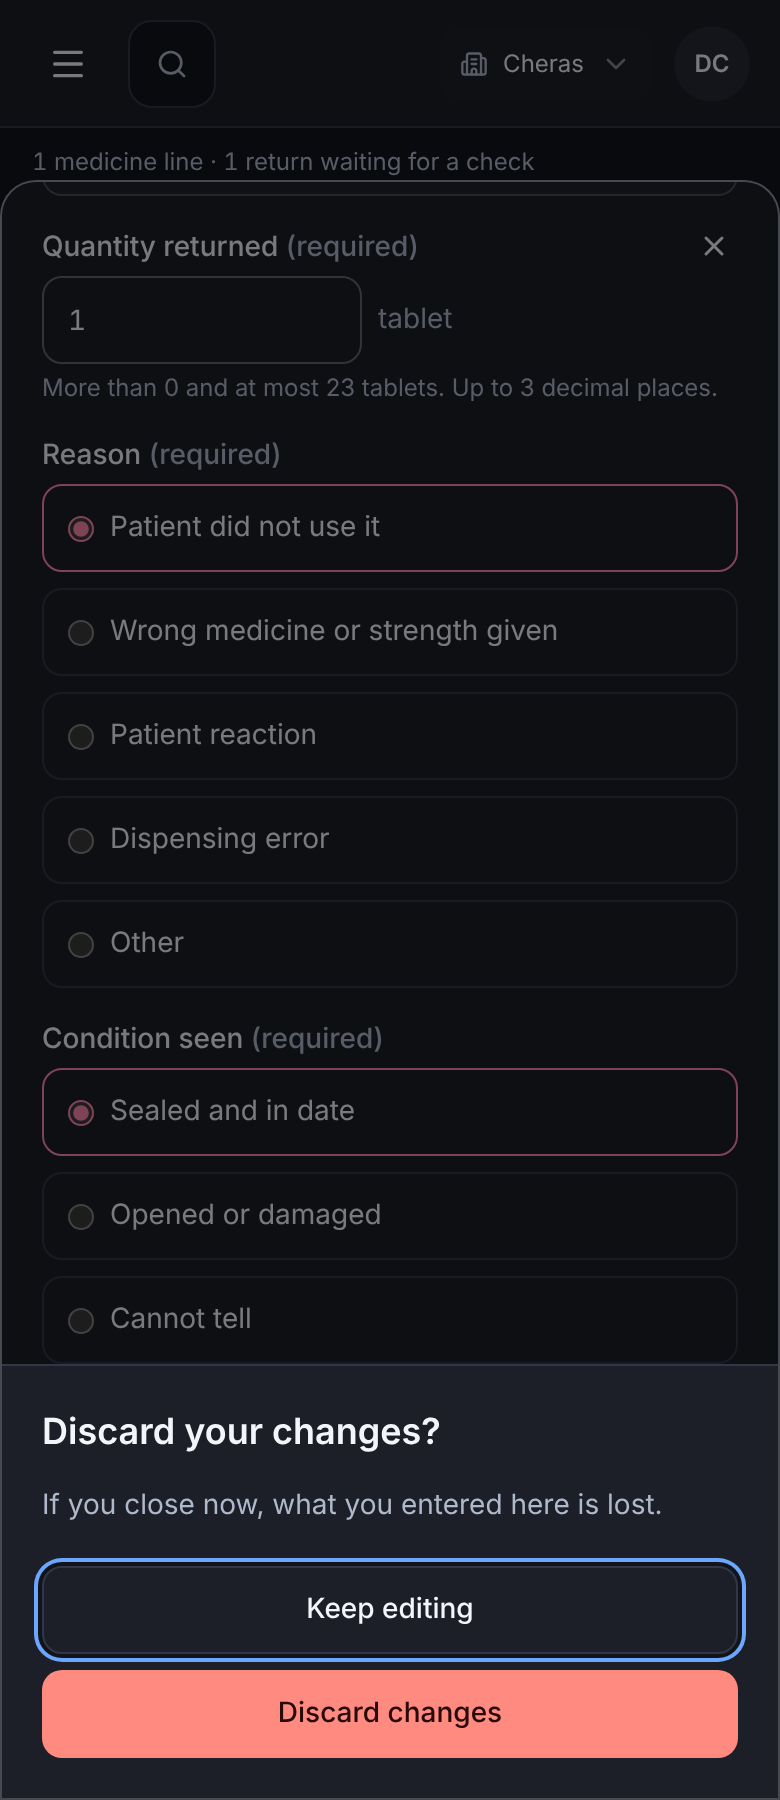 Cheras
DC
1 medicine line · 1 return waiting for a check
Quantity returned (required)
1
tablet
More than 0 and at most 23 tablets. Up to 3 decimal places.
Reason (required)
Patient did not use it
Wrong medicine or strength given
Patient reaction
Dispensing error
Other
Condition seen (required)
Sealed and in date
Opened or damaged
Cannot tell
Discard your changes?
If you close now, what you entered here is lost.
Keep editing
Discard changes